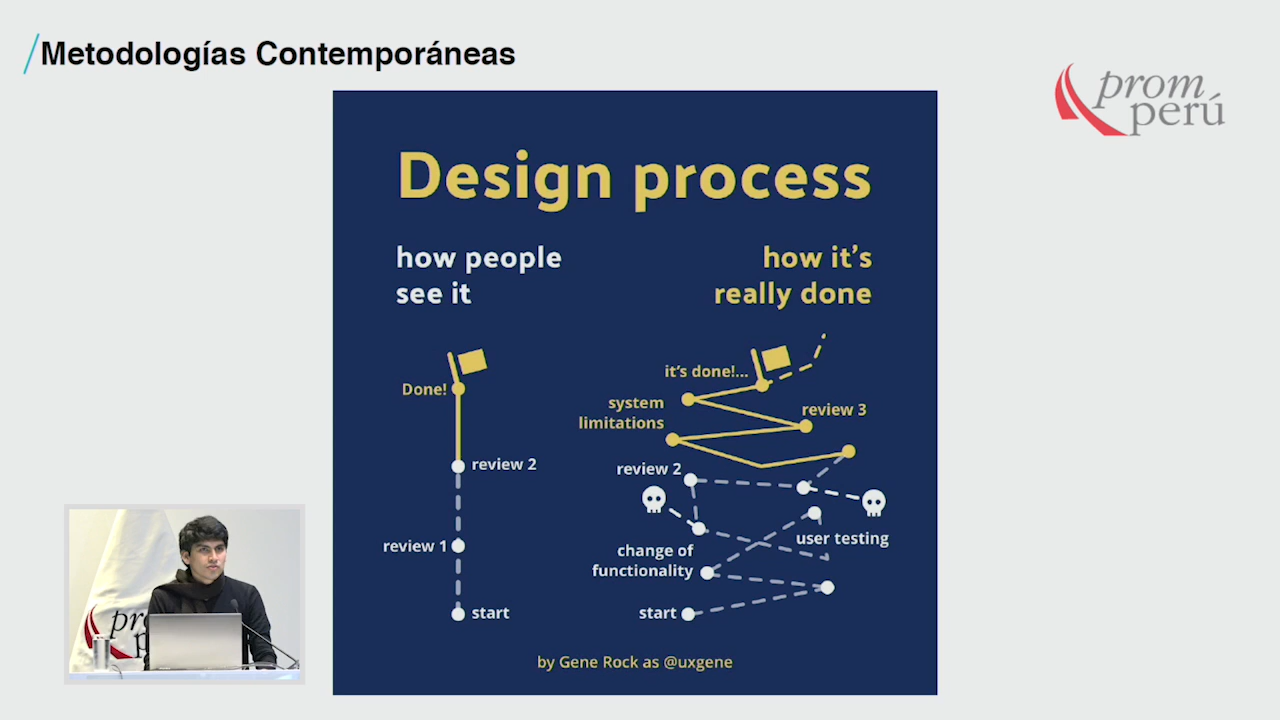 Metodologías Contemporáneas
prom
perú
Design process
how people
see it
how it's
really done
Done!
review 2
review 1
start
it's done!...
system
limitations
review 3
review 2
user testing
change of
functionality
start
by Gene Rock as @uxgene
pr
p